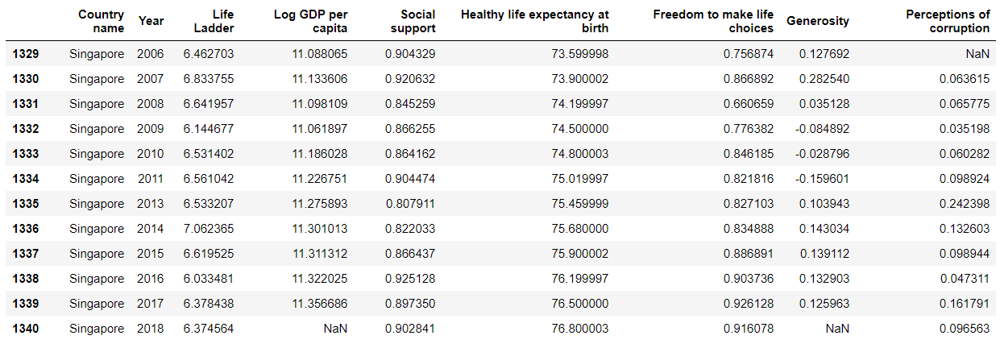 Country name Year Life Ladder Log GDP per capita Social support Healthy life expectancy at birth Freedom to make life choices Generosity Perceptions of corruption
1329 Singapore 2006 6.462703 11.088065 0.904329 73.599998 0.756874 0.127692 NaN
1330 Singapore 2007 6.833755 11.133606 0.920632 73.900002 0.866892 0.282540 0.063615
1331 Singapore 2008 6.641957 11.098109 0.845259 74.199997 0.660659 0.035128 0.065775
1332 Singapore 2009 6.144677 11.061897 0.866255 74.500000 0.776382 -0.084892 0.035198
1333 Singapore 2010 6.531402 11.186028 0.864162 74.800003 0.846185 -0.028796 0.060282
1334 Singapore 2011 6.561042 11.226751 0.904474 75.019997 0.821816 -0.159601 0.098924
1335 Singapore 2013 6.533207 11.275893 0.807911 75.459999 0.827103 0.103943 0.242398
1336 Singapore 2014 7.062365 11.301013 0.822033 75.680000 0.834888 0.143034 0.132603
1337 Singapore 2015 6.619525 11.311312 0.866437 75.900002 0.886891 0.139112 0.098944
1338 Singapore 2016 6.033481 11.322025 0.925128 76.199997 0.903736 0.132903 0.047311
1339 Singapore 2017 6.378438 11.356686 0.897350 76.500000 0.926128 0.125963 0.161791
1340 Singapore 2018 6.374564 NaN 0.902841 76.800003 0.916078 NaN 0.096563